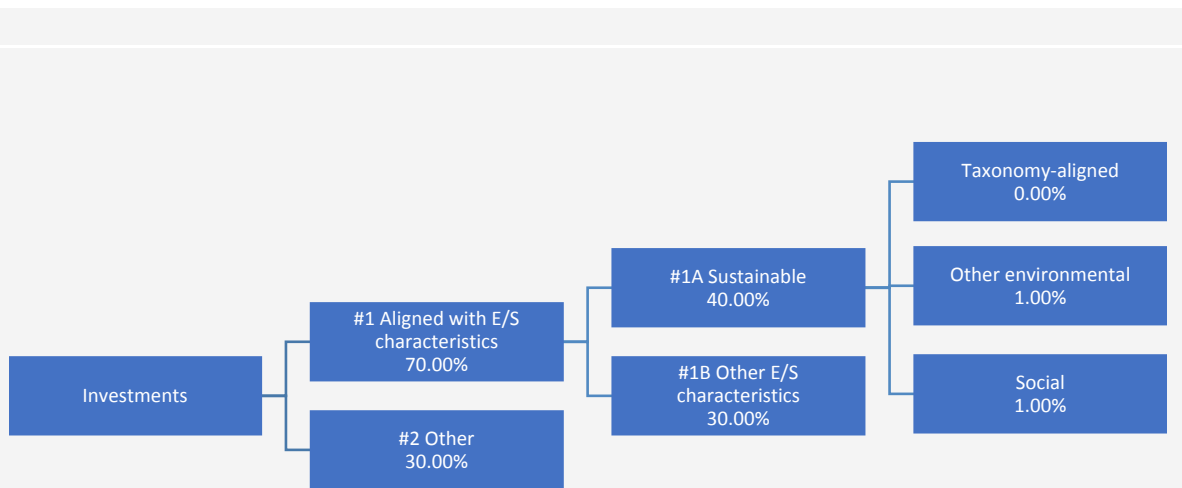 Investments
#1 Aligned with E/S
characteristics
70.00%
#2 Other
30.00%
#1A Sustainable
40.00%
#1B Other E/S
characteristics
30.00%
Taxonomy-aligned
0.00%
Other environmental
1.00%
Social
1.00%